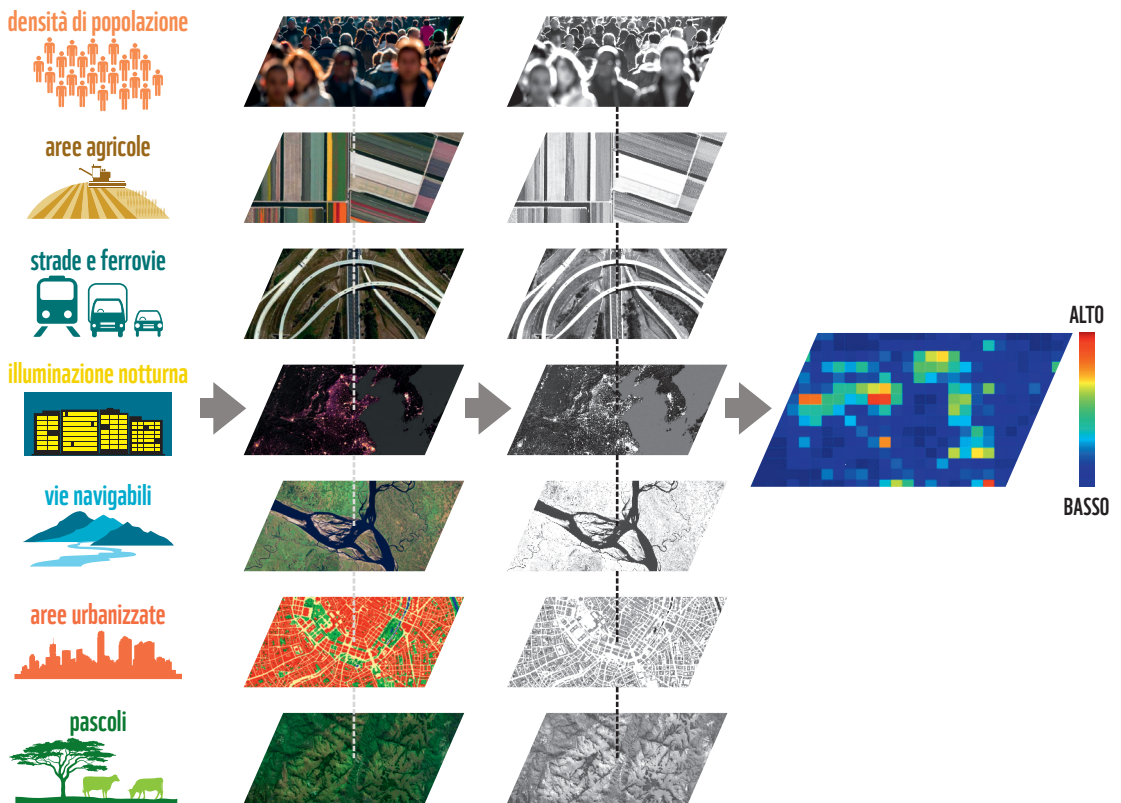 densità di popolazione
aree agricole
strade e ferrovie
illuminazione notturna
vie navigabili
aree urbanizzate
pascoli
ALTO
BASSO